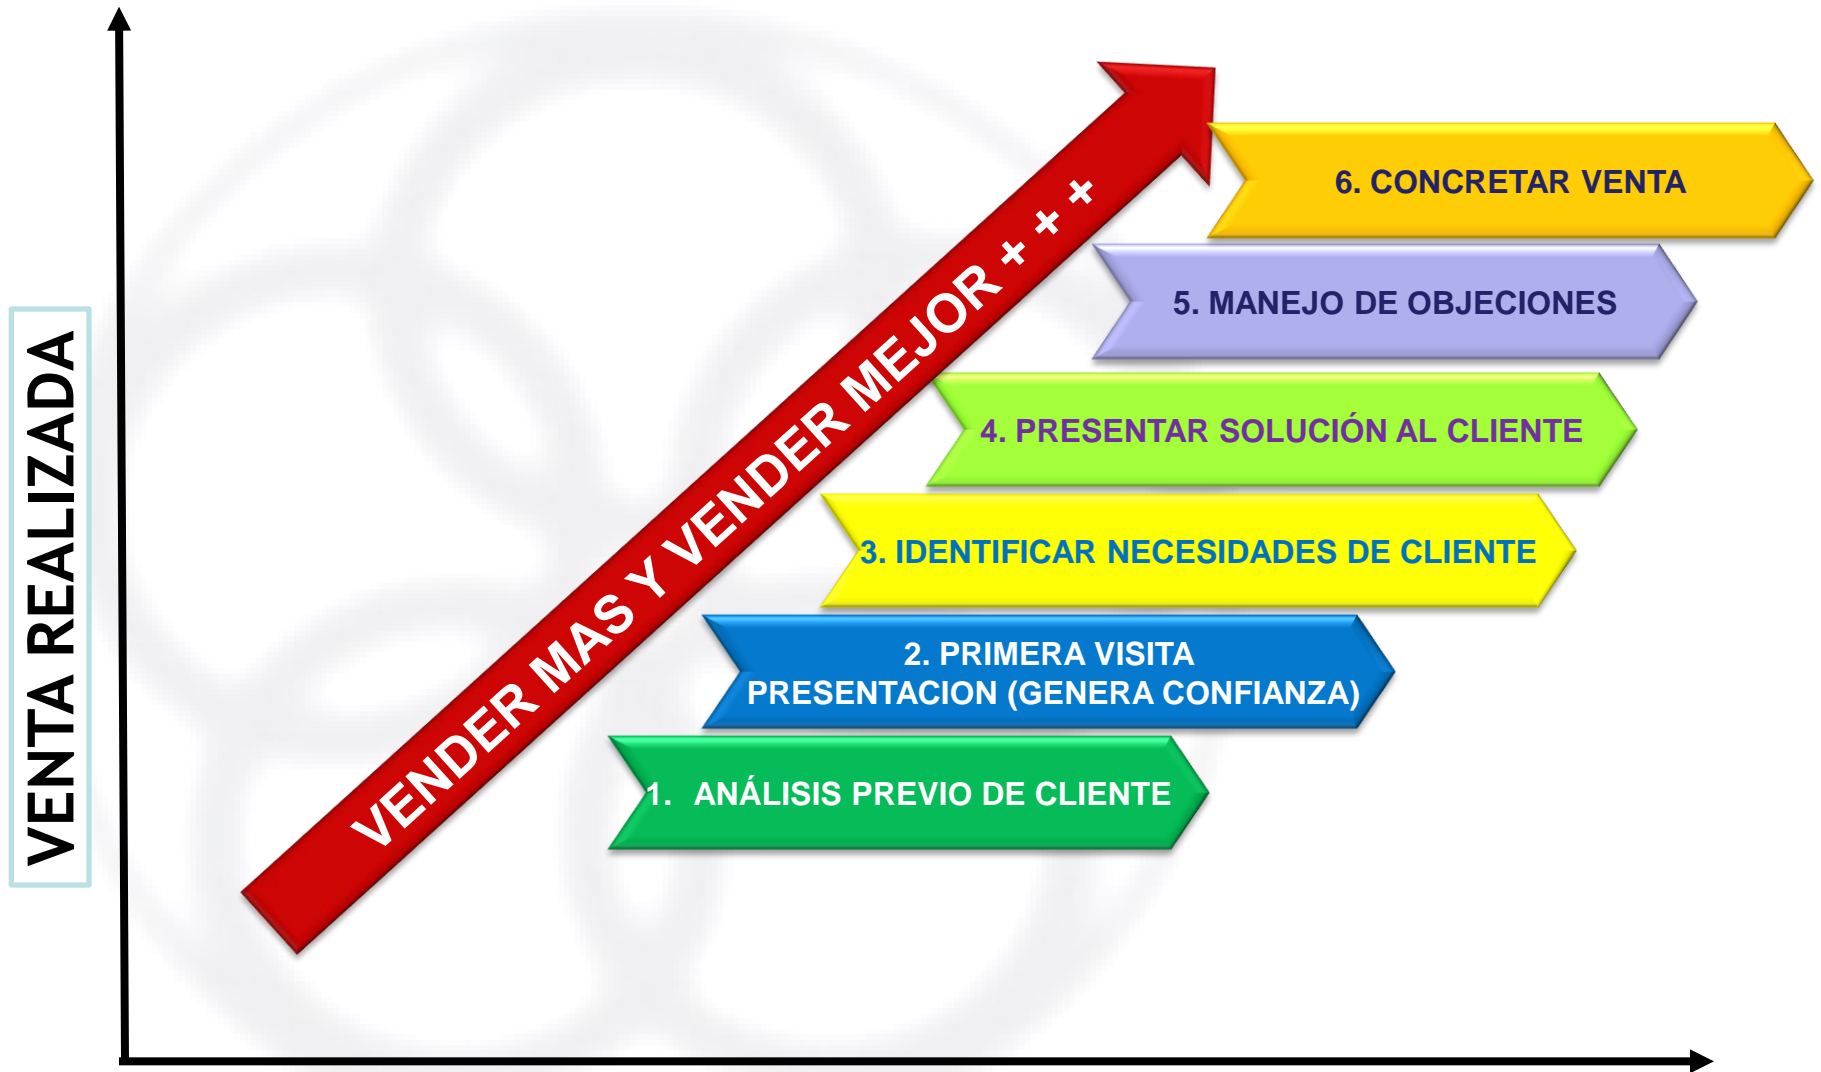 VENTA REALIZADA
VENDER MAS Y VENDER MEJOR + + +
6. CONCRETAR VENTA
5. MANEJO DE OBJECIONES
4. PRESENTAR SOLUCIÓN AL CLIENTE
3. IDENTIFICAR NECESIDADES DE CLIENTE
2. PRIMERA VISITA
PRESENTACION (GENERA CONFIANZA)
1. ANÁLISIS PREVIO DE CLIENTE